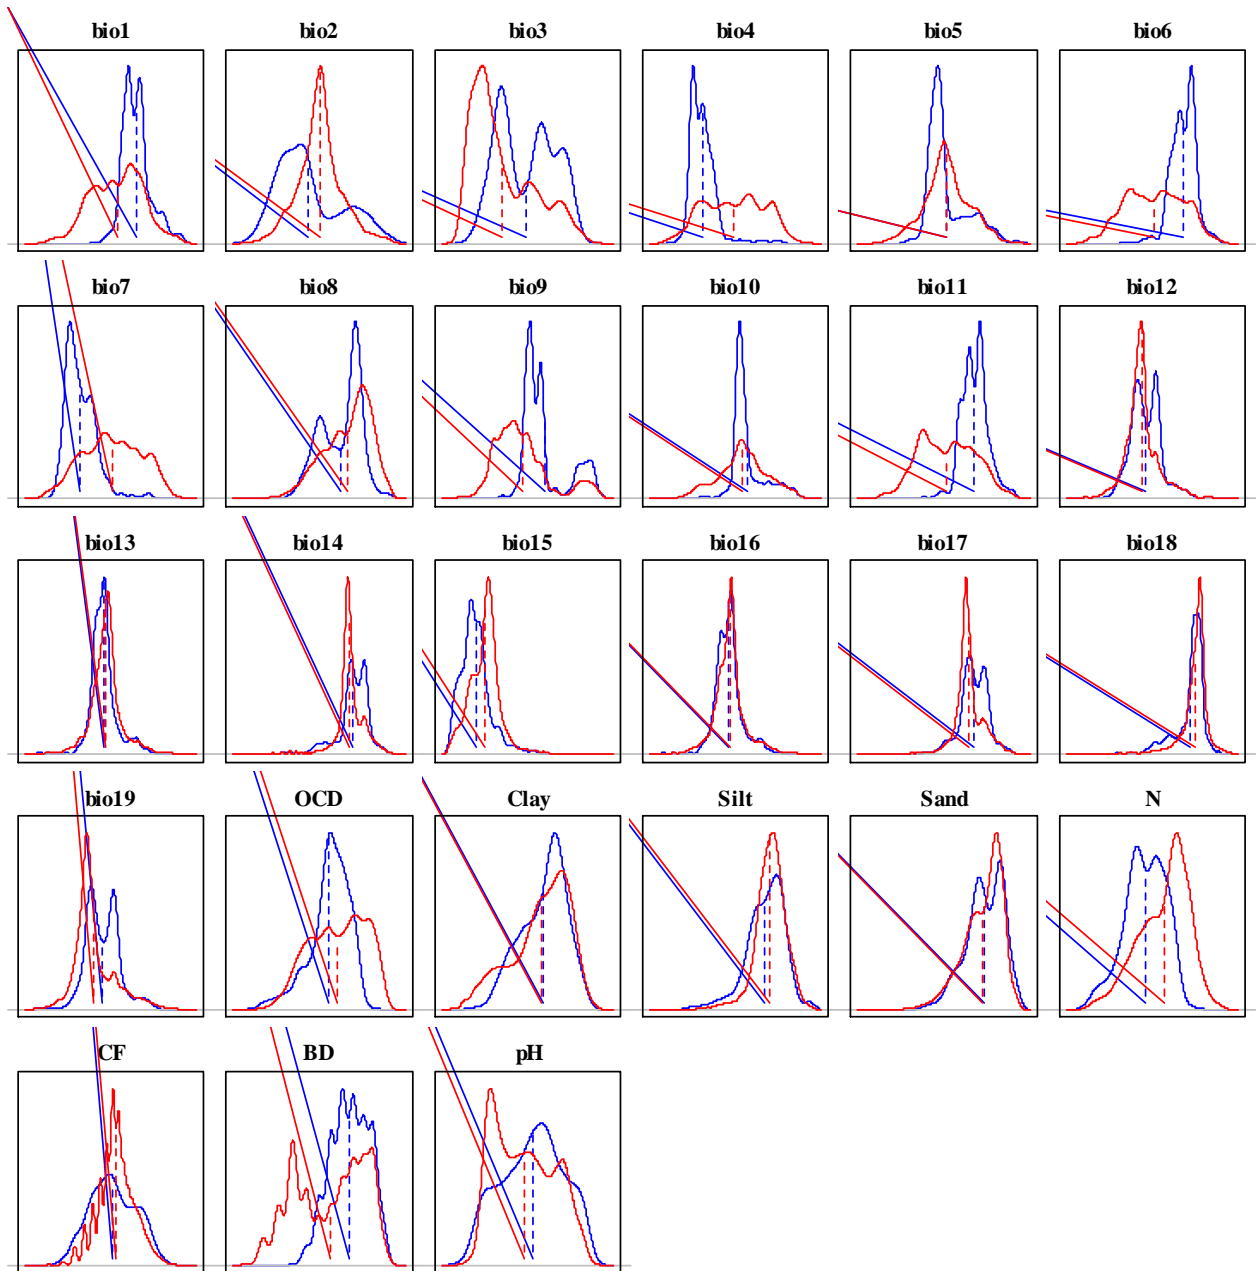 bio1 bio2 bio3 bio4 bio5 bio6
bio7 bio8 bio9 bio10 bio11 bio12
bio13 bio14 bio15 bio16 bio17 bio18
bio19 OCD Clay Silt Sand N
CF BD pH